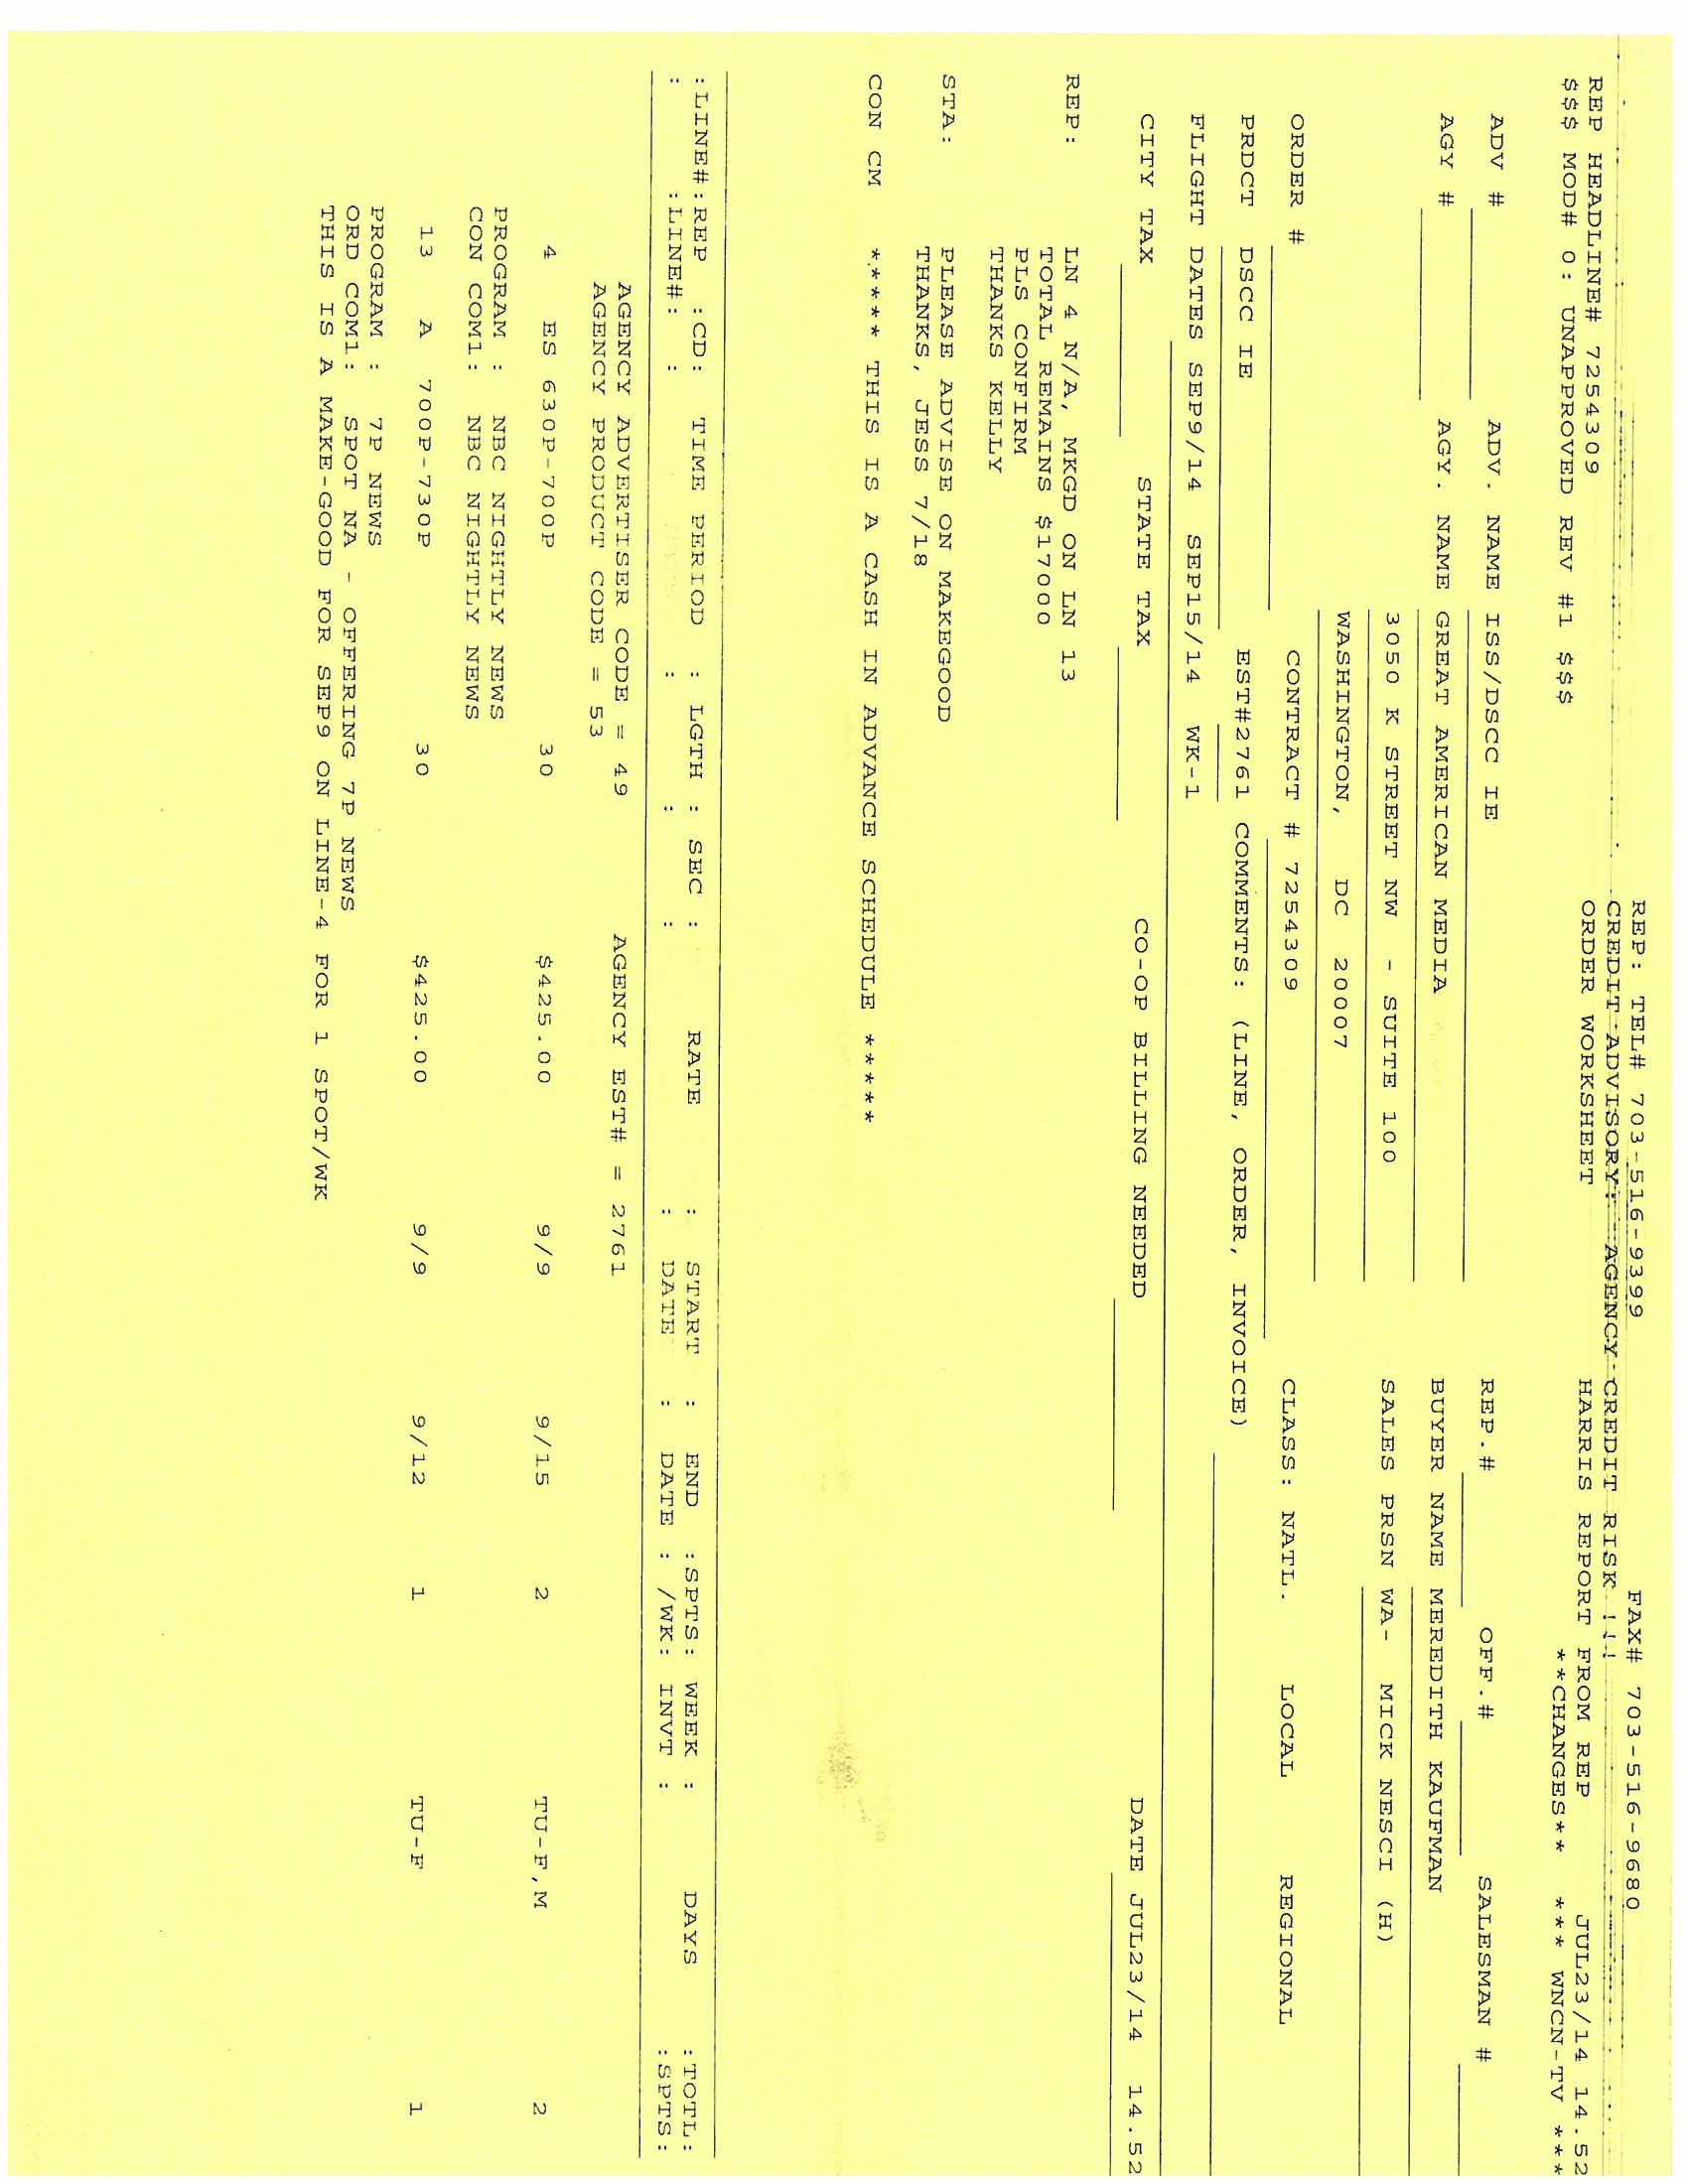 REP: TEL# 703-516-9399 FAX# 703-516-9680
CREDIT ADVISORY: AGENCY CREDIT RISK !!!
REP HEADLINE# 7254309 ORDER WORKSHEET HARRIS REPORT FROM REP JUL23/14 14.52
$$$ MOD# 0: UNAPPROVED REV #1 $$$ **CHANGES** *** WNCN-TV ***
ADV # ADV. NAME ISS/DSCC IE REP.# OFF.# SALESMAN #
AGY # AGY. NAME GREAT AMERICAN MEDIA BUYER NAME MEREDITH KAUFMAN
3050 K STREET NW - SUITE 100 SALES PRSN WA- MICK NESCI (H)
WASHINGTON, DC 20007
ORDER # CONTRACT # 7254309 CLASS: NATL. LOCAL REGIONAL
PRDCT DSCC IE EST#2761 COMMENTS: (LINE, ORDER, INVOICE)
FLIGHT DATES SEP9/14 SEP15/14 WK-1
CITY TAX STATE TAX CO-OP BILLING NEEDED DATE JUL23/14 14.52
REP: LN 4 N/A, MKGD ON LN 13
TOTAL REMAINS $17000
PLS CONFIRM
THANKS KELLY
STA: PLEASE ADVISE ON MAKEGOOD
THANKS, JESS 7/18
CON CM ***** THIS IS A CASH IN ADVANCE SCHEDULE *****
:LINE#:REP :CD: TIME PERIOD : LGTH : SEC : RATE : START : END :SPTS: WEEK : DAYS :TOTL:
: :LINE#: : : : : : DATE : DATE : /WK: INVT : :SPTS:
AGENCY ADVERTISER CODE = 49 AGENCY EST# = 2761
AGENCY PRODUCT CODE = 53
4 ES 630P-700P 30 $425.00 9/9 9/15 2 TU-F,M 2
PROGRAM : NBC NIGHTLY NEWS
CON COM1: NBC NIGHTLY NEWS
13 A 700P-730P 30 $425.00 9/9 9/12 1 TU-F 1
PROGRAM : 7P NEWS
ORD COM1: SPOT NA - OFFERING 7P NEWS
THIS IS A MAKE-GOOD FOR SEP9 ON LINE-4 FOR 1 SPOT/WK